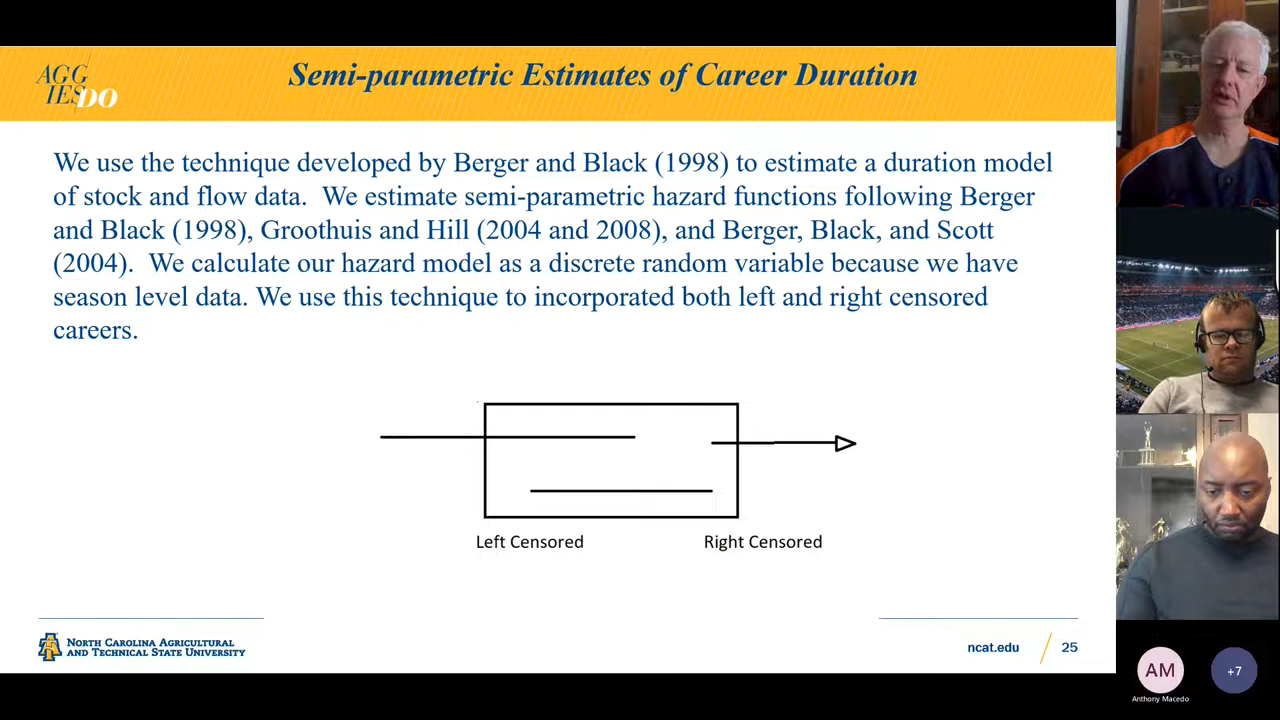 AGG
IES DO
Semi-parametric Estimates of Career Duration
We use the technique developed by Berger and Black (1998) to estimate a duration model
of stock and flow data. We estimate semi-parametric hazard functions following Berger
and Black (1998), Groothuis and Hill (2004 and 2008), and Berger, Black, and Scott
(2004). We calculate our hazard model as a discrete random variable because we have
season level data. We use this technique to incorporated both left and right censored
careers.
Left Censored
Right Censored
NORTH CAROLINA AGRICULTURAL
AND TECHNICAL STATE UNIVERSITY
ncat.edu
25
AM
+7
Anthony Macedo